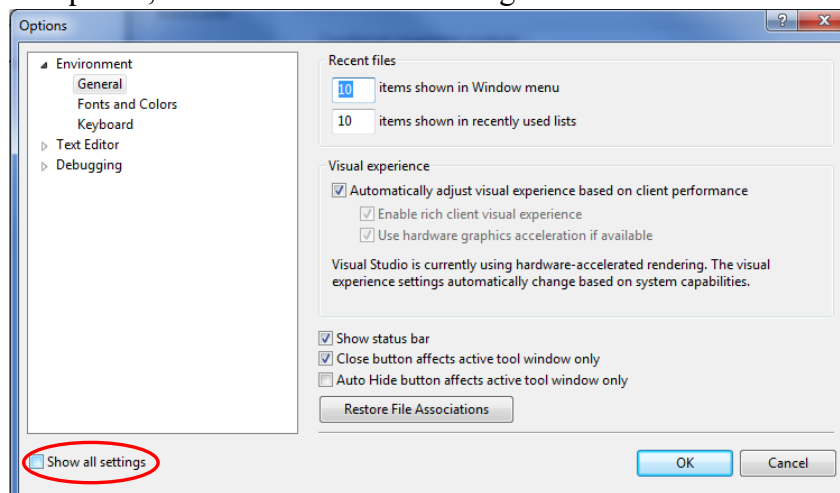 Options
Environment
General
Fonts and Colors
Keyboard
Text Editor
Debugging
Recent files
10 items shown in Window menu
10 items shown in recently used lists
Visual experience
Automatically adjust visual experience based on client performance
Enable rich client visual experience
Use hardware graphics acceleration if available
Visual Studio is currently using hardware-accelerated rendering. The visual
experience settings automatically change based on system capabilities.
Show status bar
Close button affects active tool window only
Auto Hide button affects active tool window only
Restore File Associations
Show all settings
OK Cancel